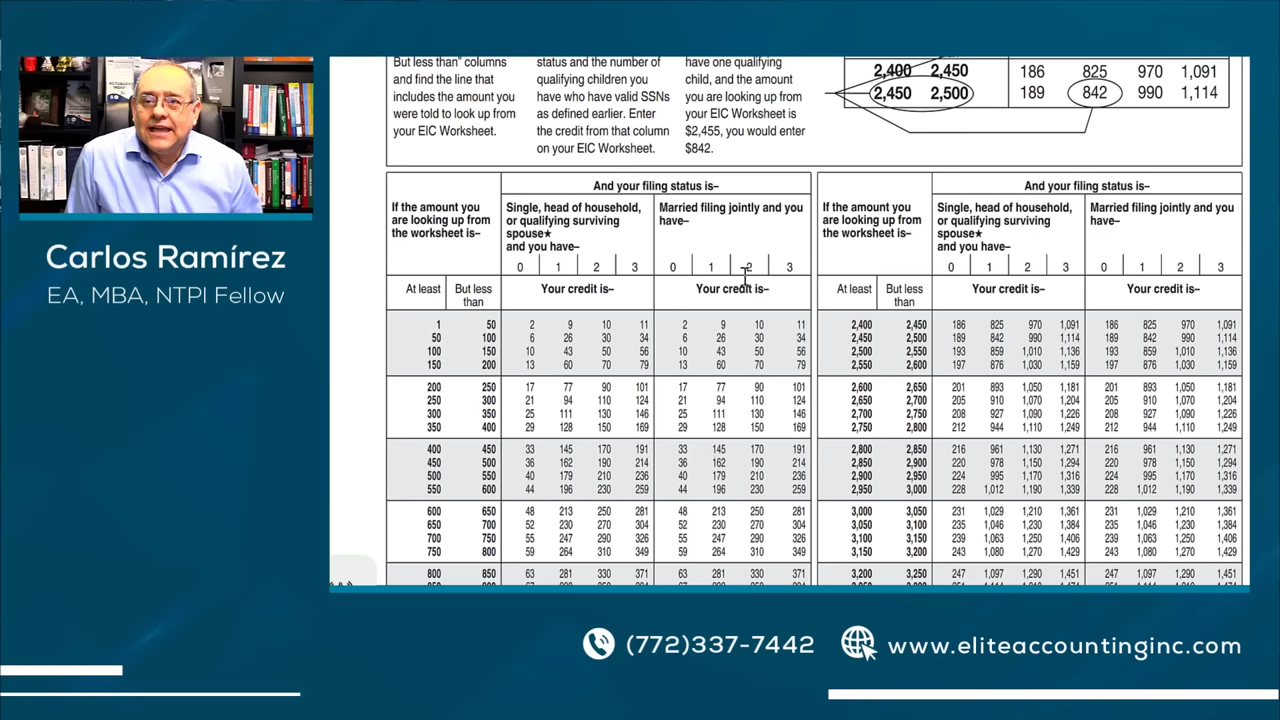 Carlos Ramírez
EA, MBA, NTPI Fellow
But less than" columns
and find the line that
includes the amount you
were told to look up from
your EIC Worksheet.
status and the number of
qualifying children you
have who have valid SSNs
as defined earlier. Enter
the credit from that column
on your EIC Worksheet.
have one qualifying
child, and the amount
you are looking up from
your EIC Worksheet is
$2,455, you would enter
$842.
2,400 2,450 186 825 970 1,091
2,450 2,500 189 842 990 1,114
If the amount you
are looking up from
the worksheet is–
And your filing status is–
Single, head of household,
or qualifying surviving
spouse★
and you have–
Married filing jointly and you
have–
0 1 2 3 0 1 2 3
At least But less
than
Your credit is– Your credit is–
1 50 2 9 10 11 2 9 10 11
50 100 6 26 30 34 6 26 30 34
100 150 10 43 50 56 10 43 50 56
150 200 13 60 70 79 13 60 70 79
200 250 17 77 90 101 17 77 90 101
250 300 21 94 110 124 21 94 110 124
300 350 25 111 130 146 25 111 130 146
350 400 29 128 150 169 29 128 150 169
400 450 33 145 170 191 33 145 170 191
450 500 36 162 190 214 36 162 190 214
500 550 40 179 210 236 40 179 210 236
550 600 44 196 230 259 44 196 230 259
600 650 48 213 250 281 48 213 250 281
650 700 52 230 270 304 52 230 270 304
700 750 55 247 290 326 55 247 290 326
750 800 59 264 310 349 59 264 310 349
800 850 63 281 330 371 63 281 330 371
If the amount you
are looking up from
the worksheet is–
And your filing status is–
Single, head of household,
or qualifying surviving
spouse★
and you have–
Married filing jointly and you
have–
0 1 2 3 0 1 2 3
At least But less
than
Your credit is– Your credit is–
2,400 2,450 186 825 970 1,091 186 825 970 1,091
2,450 2,500 189 842 990 1,114 189 842 990 1,114
2,500 2,550 193 859 1,010 1,136 193 859 1,010 1,136
2,550 2,600 197 876 1,030 1,159 197 876 1,030 1,159
2,600 2,650 201 893 1,050 1,181 201 893 1,050 1,181
2,650 2,700 205 910 1,070 1,204 205 910 1,070 1,204
2,700 2,750 208 927 1,090 1,226 208 927 1,090 1,226
2,750 2,800 212 944 1,110 1,249 212 944 1,110 1,249
2,800 2,850 216 961 1,130 1,271 216 961 1,130 1,271
2,850 2,900 220 978 1,150 1,294 220 978 1,150 1,294
2,900 2,950 224 995 1,170 1,316 224 995 1,170 1,316
2,950 3,000 228 1,012 1,190 1,339 228 1,012 1,190 1,339
3,000 3,050 231 1,029 1,210 1,361 231 1,029 1,210 1,361
3,050 3,100 235 1,046 1,230 1,384 235 1,046 1,230 1,384
3,100 3,150 239 1,063 1,250 1,406 239 1,063 1,250 1,406
3,150 3,200 243 1,080 1,270 1,429 243 1,080 1,270 1,429
3,200 3,250 247 1,097 1,290 1,451 247 1,097 1,290 1,451
(772)337-7442 www.eliteaccountinginc.com